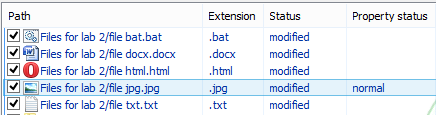 Path Extension Status Property status
Files for lab 2/file bat.bat .bat modified
Files for lab 2/file docx.docx .docx modified
Files for lab 2/file html.html .html modified
Files for lab 2/file jpg.jpg .jpg modified normal
Files for lab 2/file txt.txt .txt modified